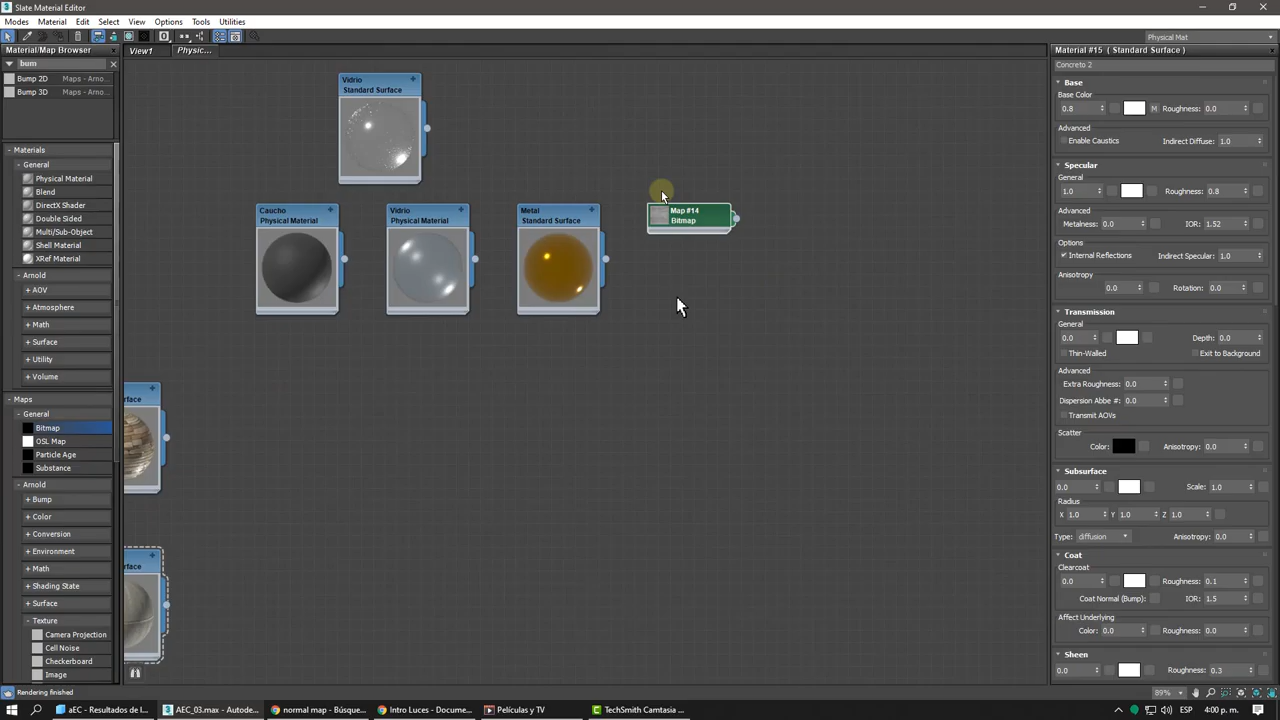 Slate Material Editor
Modes Material Edit Select View Options Tools Utilities
Material/Map Browser
View1 Physic...
Physical Mat
bum
Bump 2D Maps - Arno...
Bump 3D Maps - Arno...
- Materials
- General
Physical Material
Blend
DirectX Shader
Double Sided
Multi/Sub-Object
Shell Material
XRef Material
- Arnold
+ AOV
+ Atmosphere
+ Math
+ Surface
+ Utility
+ Volume
- Maps
- General
Bitmap
OSL Map
Particle Age
Substance
- Arnold
+ Bump
+ Color
+ Conversion
+ Environment
+ Math
+ Shading State
+ Surface
- Texture
Camera Projection
Cell Noise
Checkerboard
Image
Vidrio
Standard Surface
Caucho
Physical Material
Vidrio
Physical Material
Metal
Standard Surface
Map #14
Bitmap
rface
rface
Material #15 ( Standard Surface )
Concreto 2
Base
Base Color
0.8 M Roughness: 0.0
Advanced
Enable Caustics Indirect Diffuse: 1.0
Specular
General
1.0 Roughness: 0.8
Advanced
Metalness: 0.0 IOR: 1.52
Options
Internal Reflections Indirect Specular: 1.0
Anisotropy
0.0 Rotation: 0.0
Transmission
General
0.0 Depth: 0.0
Thin-Walled Exit to Background
Advanced
Extra Roughness: 0.0
Dispersion Abbe #: 0.0
Transmit AOVs
Scatter
Color: Anisotropy: 0.0
Subsurface
0.0 Scale: 1.0
Radius
X 1.0 Y 1.0 Z 1.0
Type: diffusion Anisotropy: 0.0
Coat
Clearcoat
0.0 Roughness: 0.1
Coat Normal (Bump): IOR: 1.5
Affect Underlying
Color: 0.0 Roughness: 0.0
Sheen
0.0 Roughness: 0.3
Rendering finished
89%
aEC - Resultados de l... AEC_03.max - Autode... normal map - Búsque... Intro Luces - Docume... Películas y TV TechSmith Camtasia ... ESP 4:00 p. m.